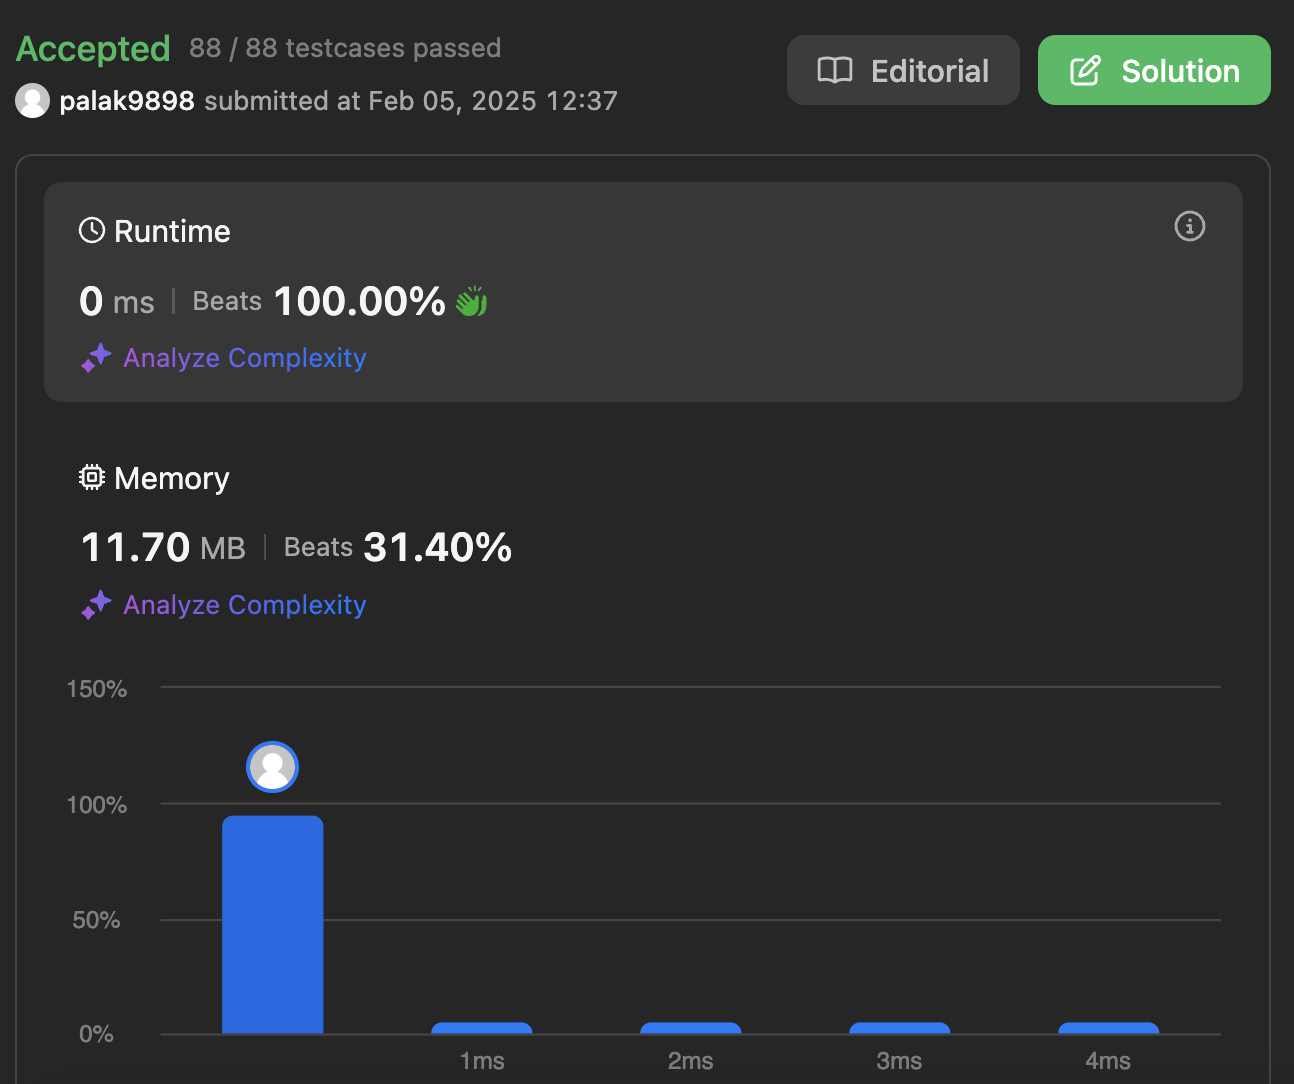 Accepted 88 / 88 testcases passed
palak9898 submitted at Feb 05, 2025 12:37
Editorial
Solution
Runtime
0 ms | Beats 100.00%
Analyze Complexity
Memory
11.70 MB | Beats 31.40%
Analyze Complexity
150%
100%
50%
0%
1ms 2ms 3ms 4ms